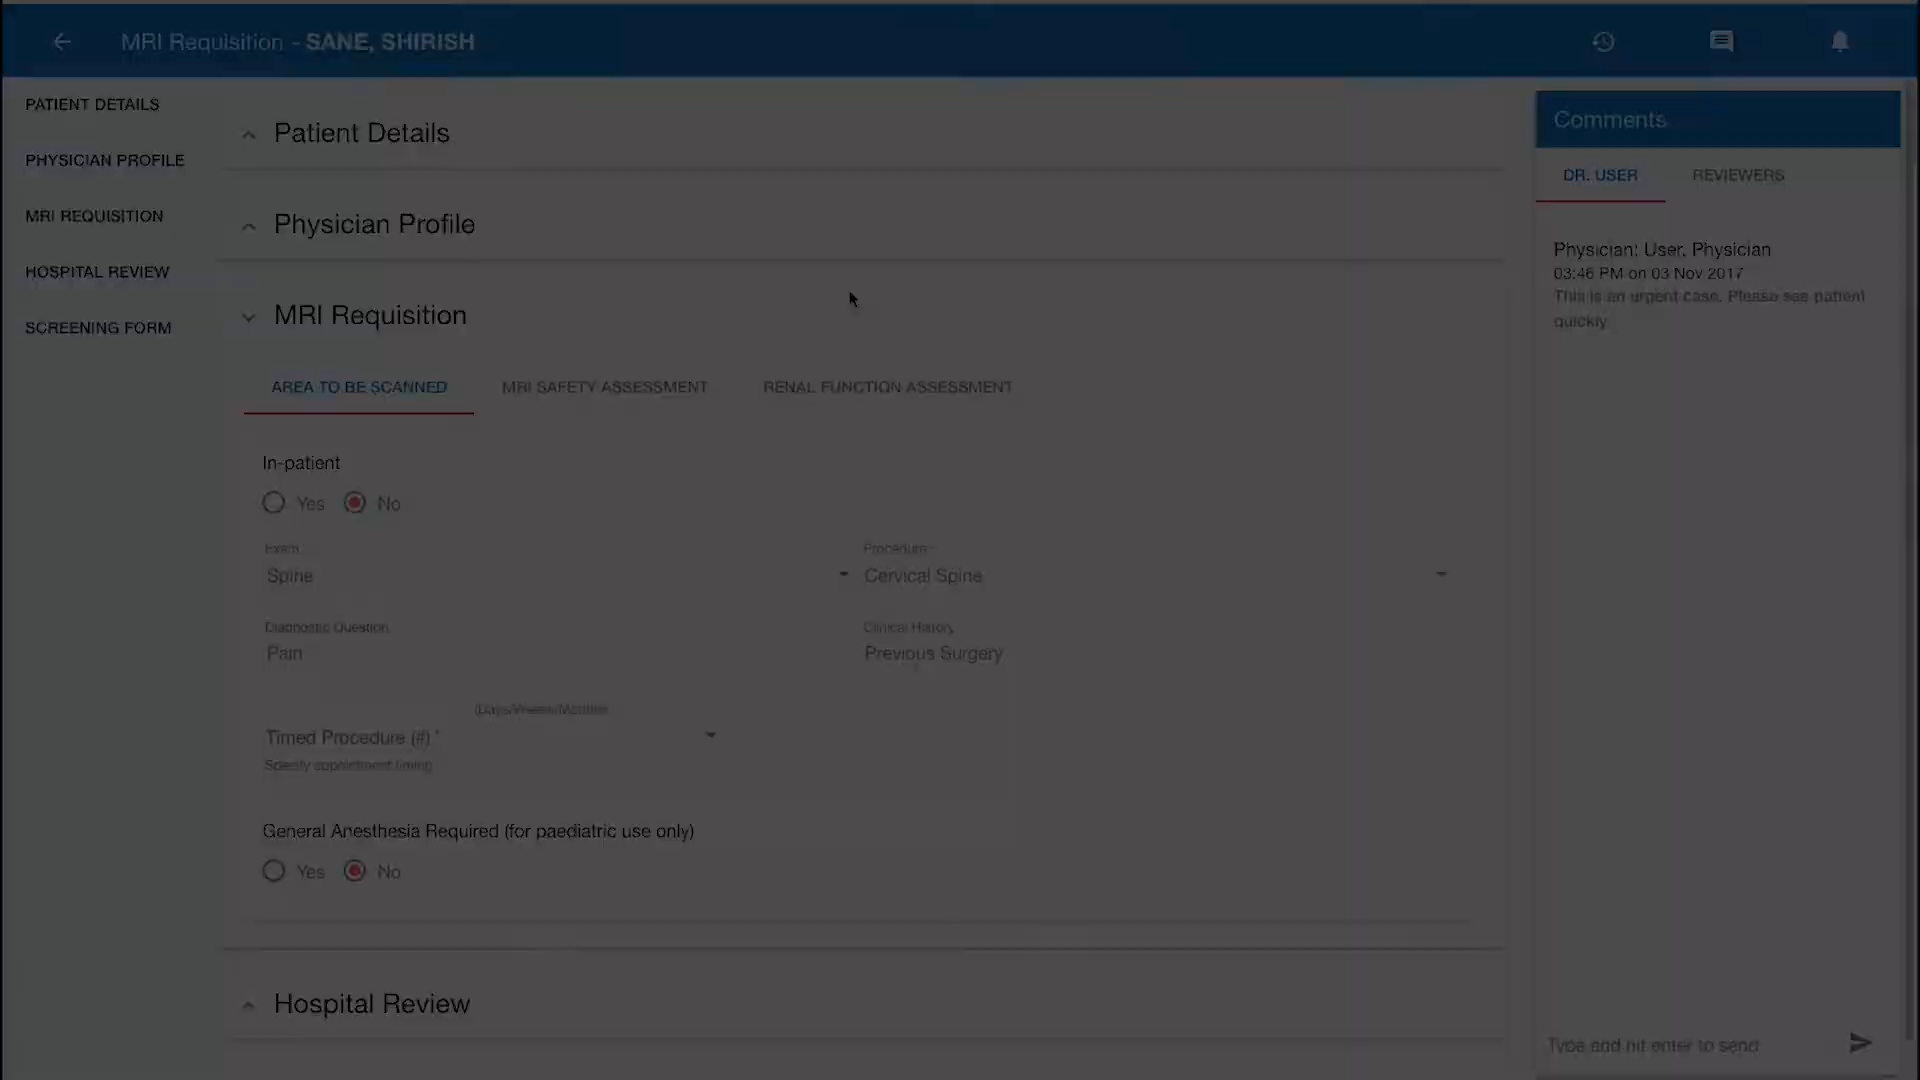 MRI Requisition - SANE, SHIRISH
PATIENT DETAILS
PHYSICIAN PROFILE
MRI REQUISITION
HOSPITAL REVIEW
SCREENING FORM
Patient Details
Physician Profile
MRI Requisition
AREA TO BE SCANNED MRI SAFETY ASSESSMENT RENAL FUNCTION ASSESSMENT
In-patient
Yes No
Exam Procedure
Spine Cervical Spine
Diagnostic Question Clinical History
Pain Previous Surgery
(Days/Weeks/Months)
Timed Procedure (#) *
Specify appointment timing
General Anesthesia Required (for paediatric use only)
Yes No
Hospital Review
Comments
DR. USER REVIEWERS
Physician: User, Physician
03:46 PM on 03 Nov 2017
This is an urgent case. Please see patient
quickly
Type and hit enter to send